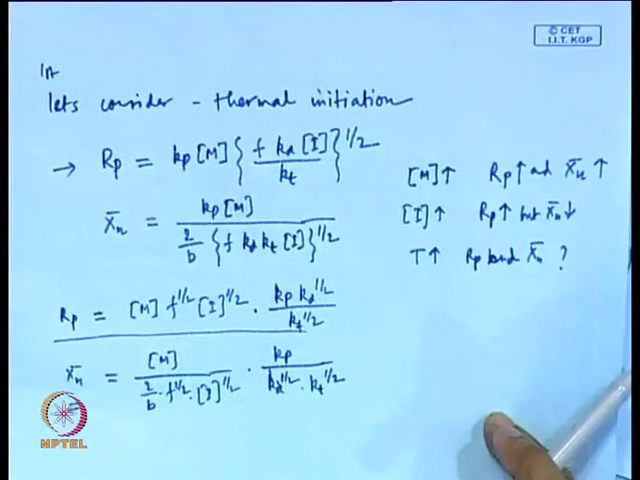 © CET
I.I.T. KGP
In
lets consider - thermal initiation
→ Rp = kp[M] { f kd [I] / kt }^1/2
X̄n = kp[M] / (2/b { f kd kt [I] }^1/2)
Rp = [M] f^1/2 [I]^1/2 . kp kd^1/2 / kt^1/2
X̄n = [M] / (2/b . f^1/2 . [I]^1/2) . kp / (kd^1/2 . kt^1/2)
[M]↑ Rp↑ and X̄n ↑
[I]↑ Rp↑ but X̄n↓
T↑ Rp and X̄n ?
NPTEL